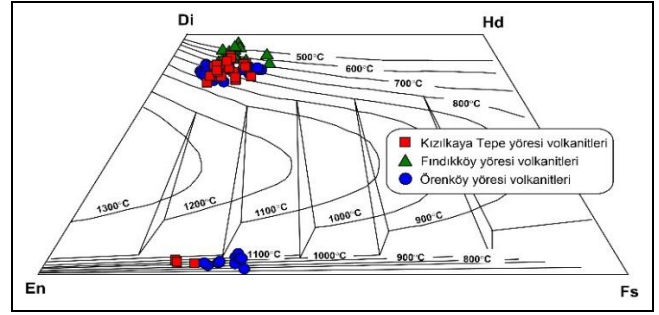 Di
Hd
500°C
600°C
700°C
800°C
Kızılkaya Tepe yöresi volkanitleri
Fındıkköy yöresi volkanitleri
Örenköy yöresi volkanitleri
1300°C
1200°C
1100°C
1000°C
900°C
1100°C
1000°C
900°C
800°C
En
Fs